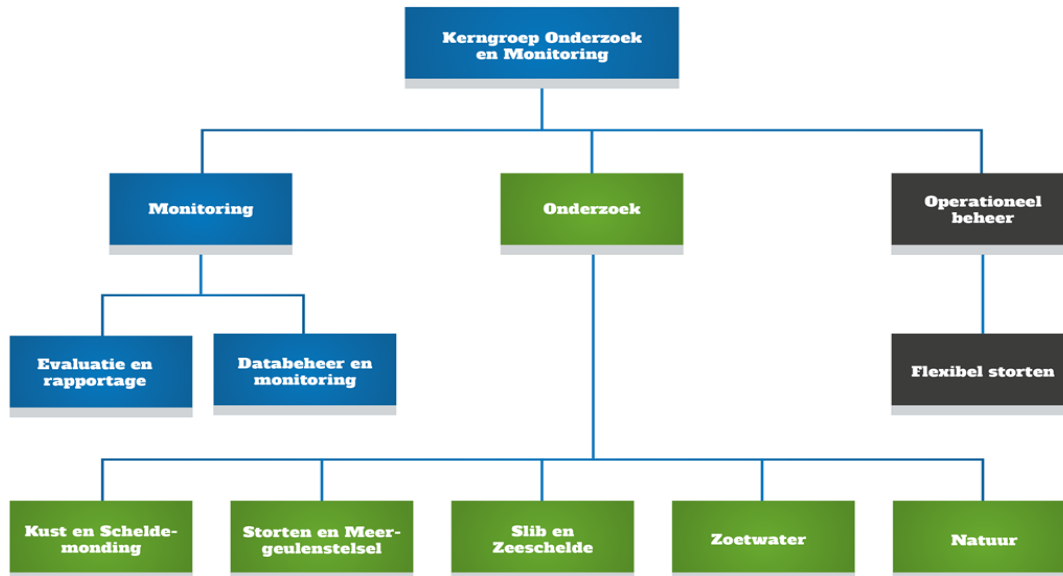 Kerngroep Onderzoek
en Monitoring
Monitoring
Onderzoek
Operationeel
beheer
Evaluatie en
rapportage
Databeheer en
monitoring
Flexibel storten
Kust en Schelde-
monding
Storten en Meer-
geulenstelsel
Slib en
Zeeschelde
Zoetwater
Natuur